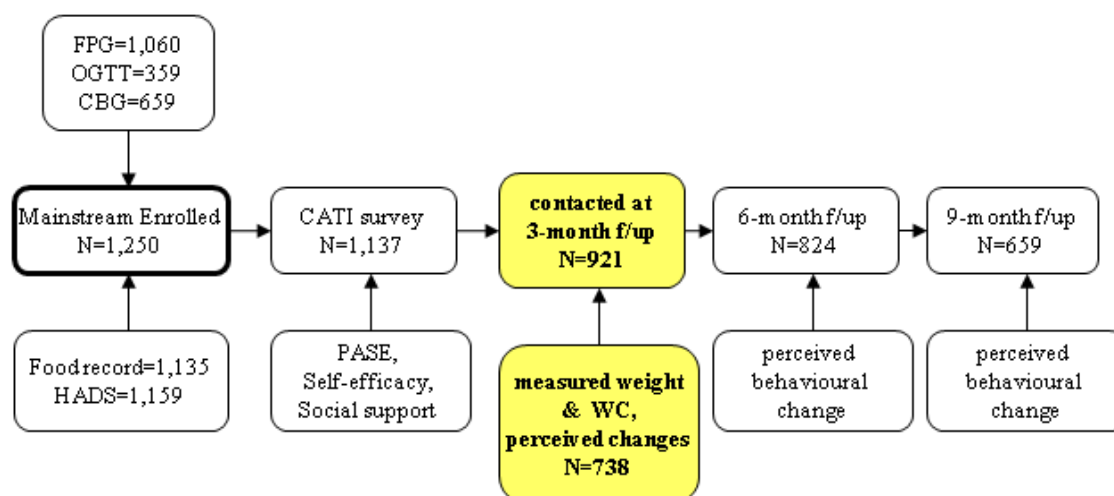 FPG=1,060
OGTT=359
CBG=659
Mainstream Enrolled
N=1,250
CATI survey
N=1,137
contacted at
3-month f/up
N=921
6-month f/up
N=824
9-month f/up
N=659
Food record=1,135
HADS=1,159
PASE,
Self-efficacy,
Social support
measured weight
& WC,
perceived changes
N=738
perceived
behavioural
change
perceived
behavioural
change